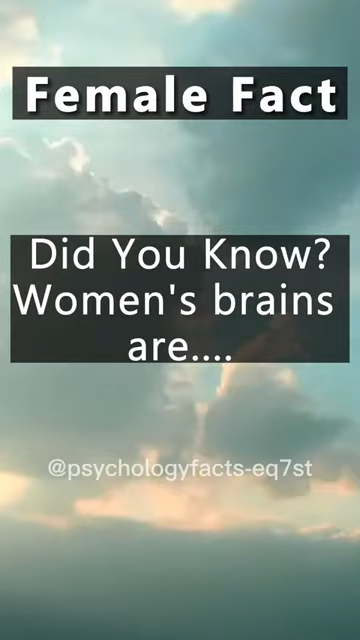 Female Fact
Did You Know?
Women's brains
are....
@psychologyfacts-eq7st